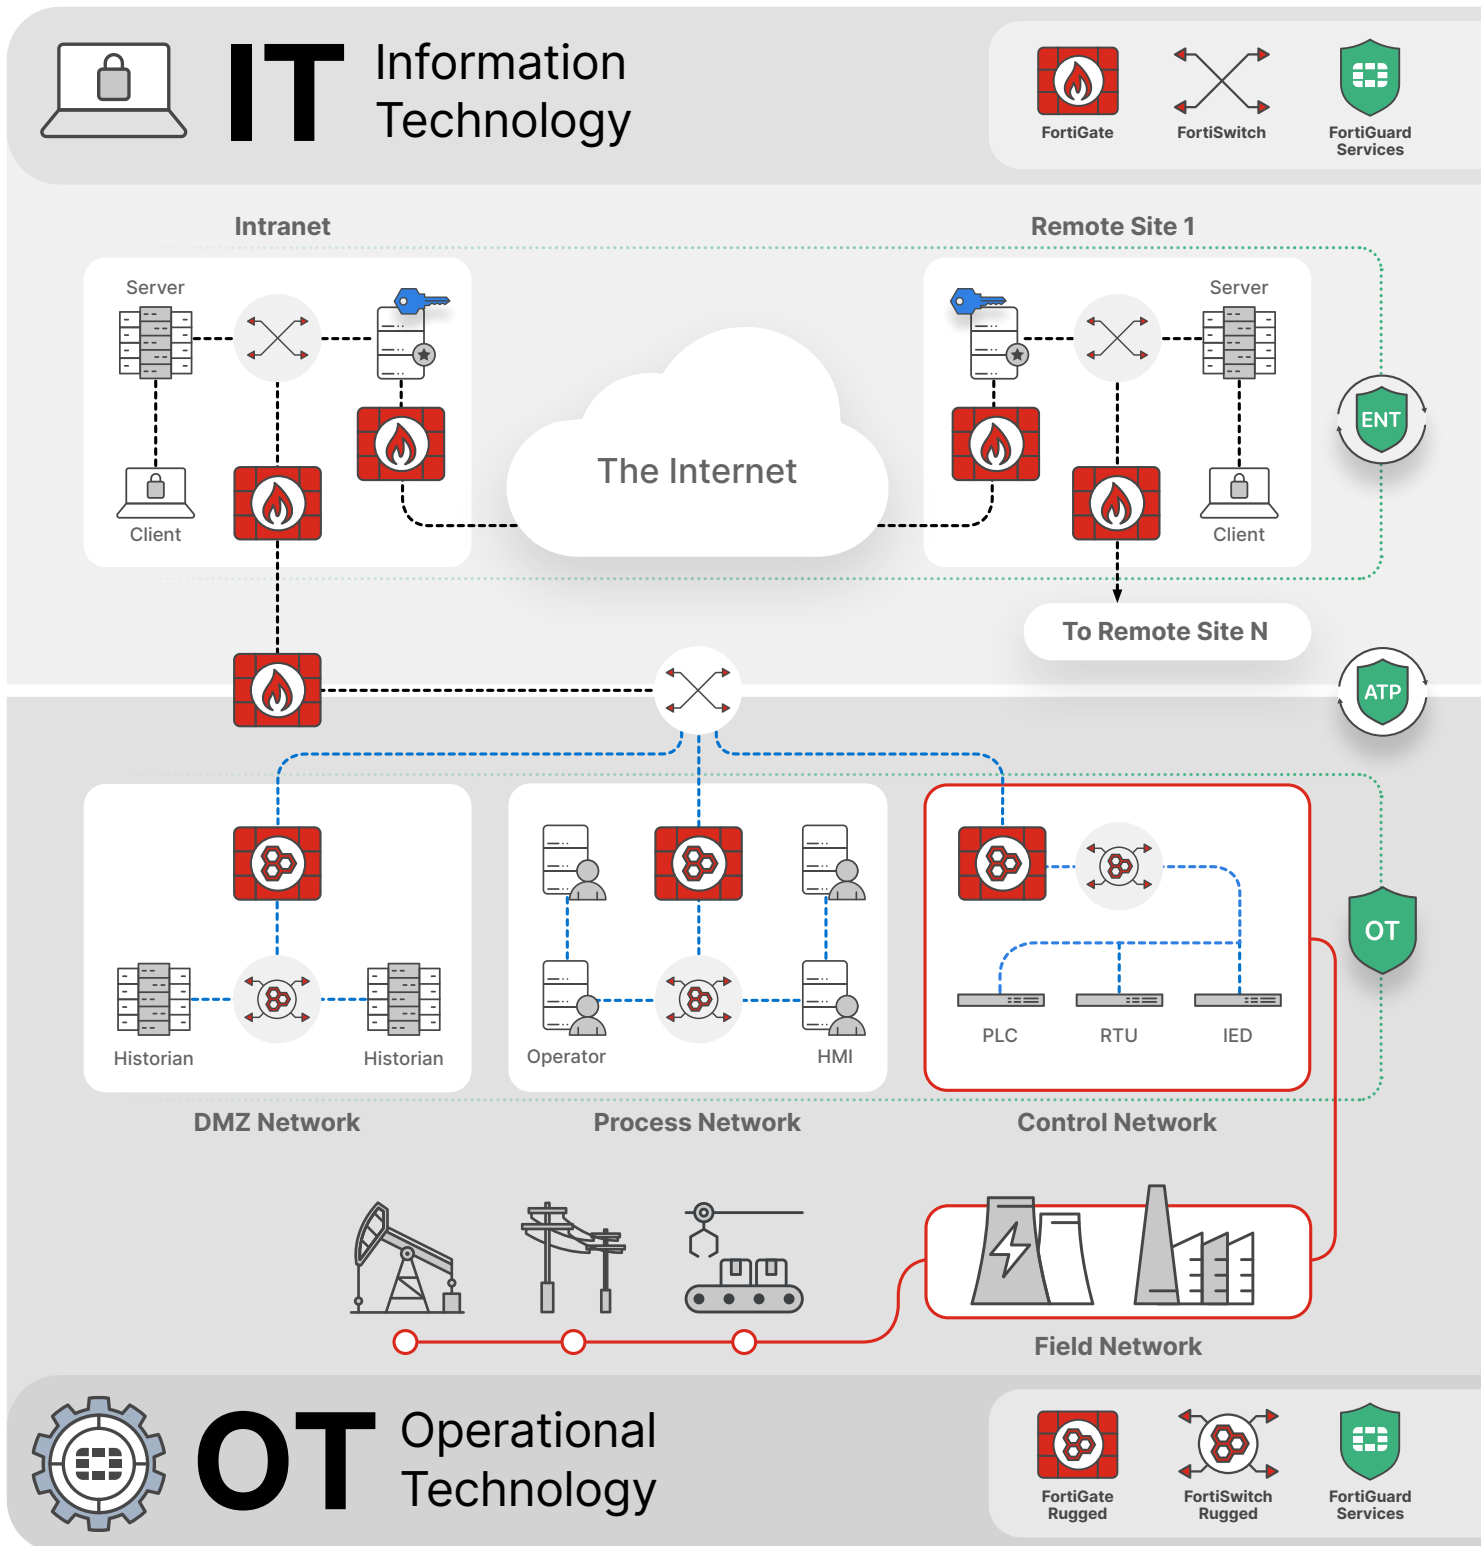 IT
Information
Technology
FortiGate
FortiSwitch
FortiGuard
Services
Intranet
Remote Site 1
Server
Client
The Internet
Server
Client
ENT
To Remote Site N
ATP
Historian
Historian
DMZ Network
Operator
HMI
Process Network
PLC
RTU
IED
Control Network
OT
Field Network
OT
Operational
Technology
FortiGate
Rugged
FortiSwitch
Rugged
FortiGuard
Services